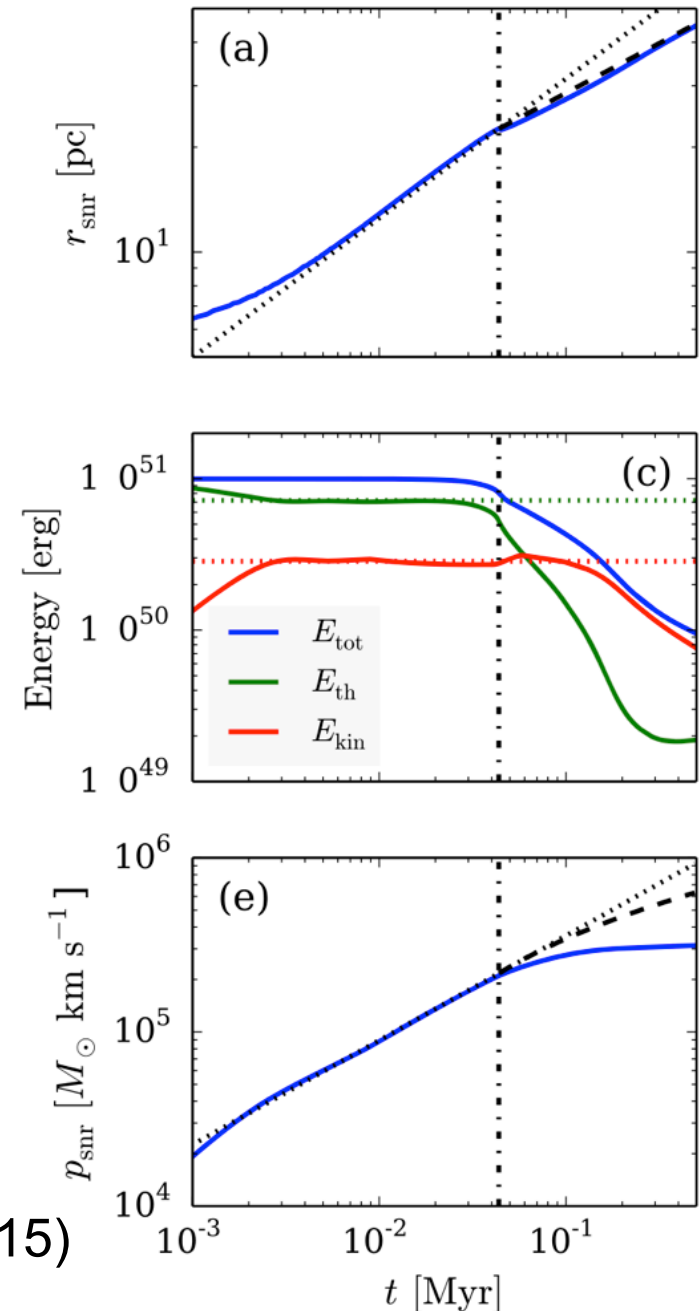 (a)
r_snr [pc]
10^1
(c)
Energy [erg]
1 0^51
1 0^50
1 0^49
E_tot
E_th
E_kin
(e)
p_snr [M_⊙ km s^−1]
10^6
10^5
10^4
15)
10^-3 10^-2 10^-1
t [Myr]